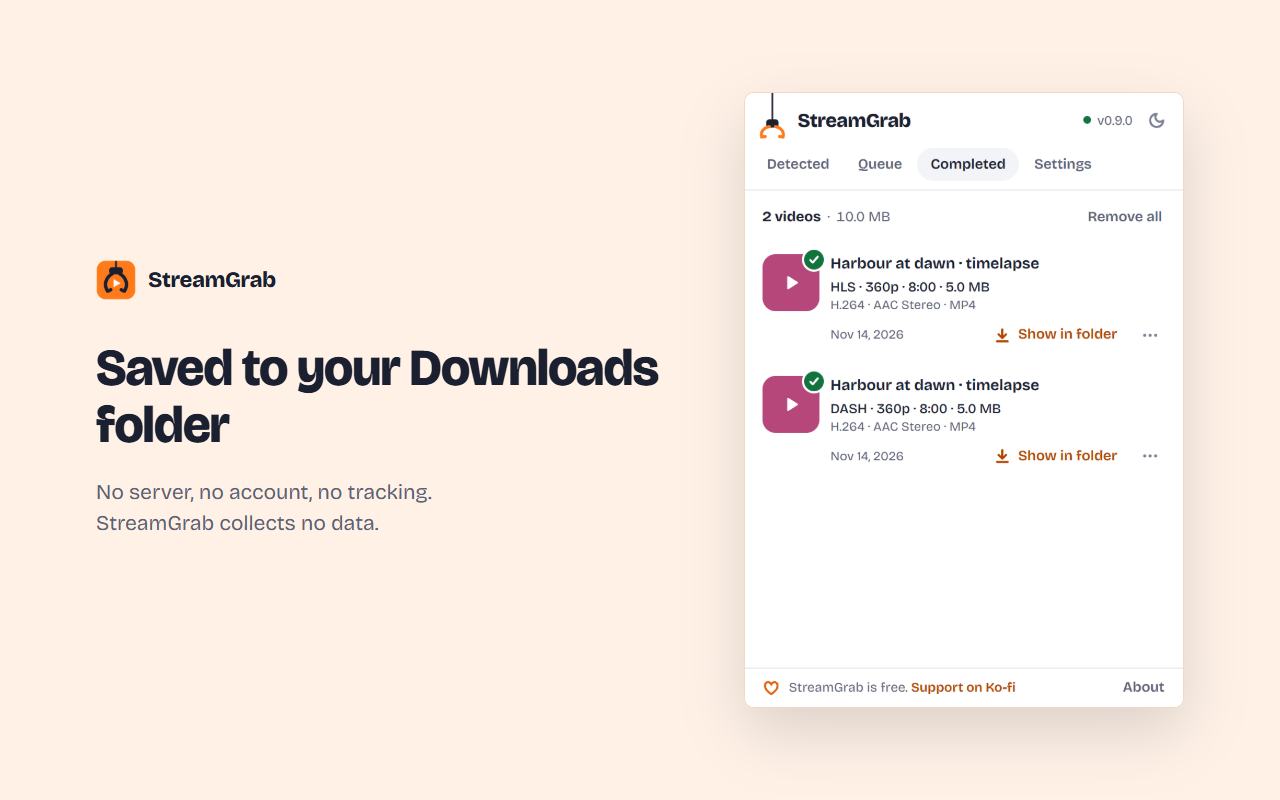 StreamGrab
Saved to your Downloads
folder
No server, no account, no tracking.
StreamGrab collects no data.
StreamGrab
v0.9.0
Detected Queue Completed Settings
2 videos · 10.0 MB Remove all
Harbour at dawn · timelapse
HLS · 360p · 8:00 · 5.0 MB
H.264 · AAC Stereo · MP4
Nov 14, 2026 Show in folder
Harbour at dawn · timelapse
DASH · 360p · 8:00 · 5.0 MB
H.264 · AAC Stereo · MP4
Nov 14, 2026 Show in folder
StreamGrab is free. Support on Ko-fi About